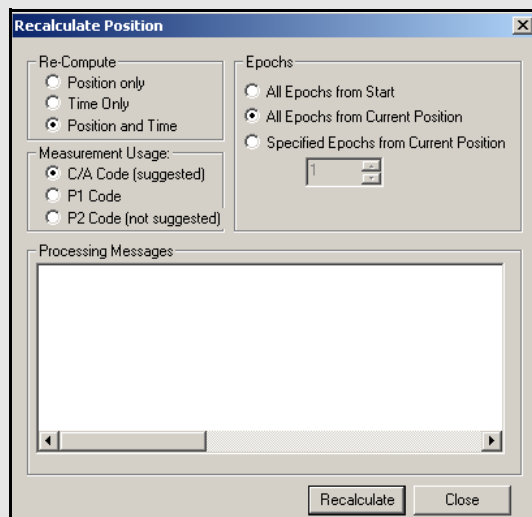 Recalculate Position
Re-Compute
Position only
Time Only
Position and Time
Measurement Usage:
C/A Code (suggested)
P1 Code
P2 Code (not suggested)
Epochs
All Epochs from Start
All Epochs from Current Position
Specified Epochs from Current Position
1
Processing Messages
Recalculate
Close